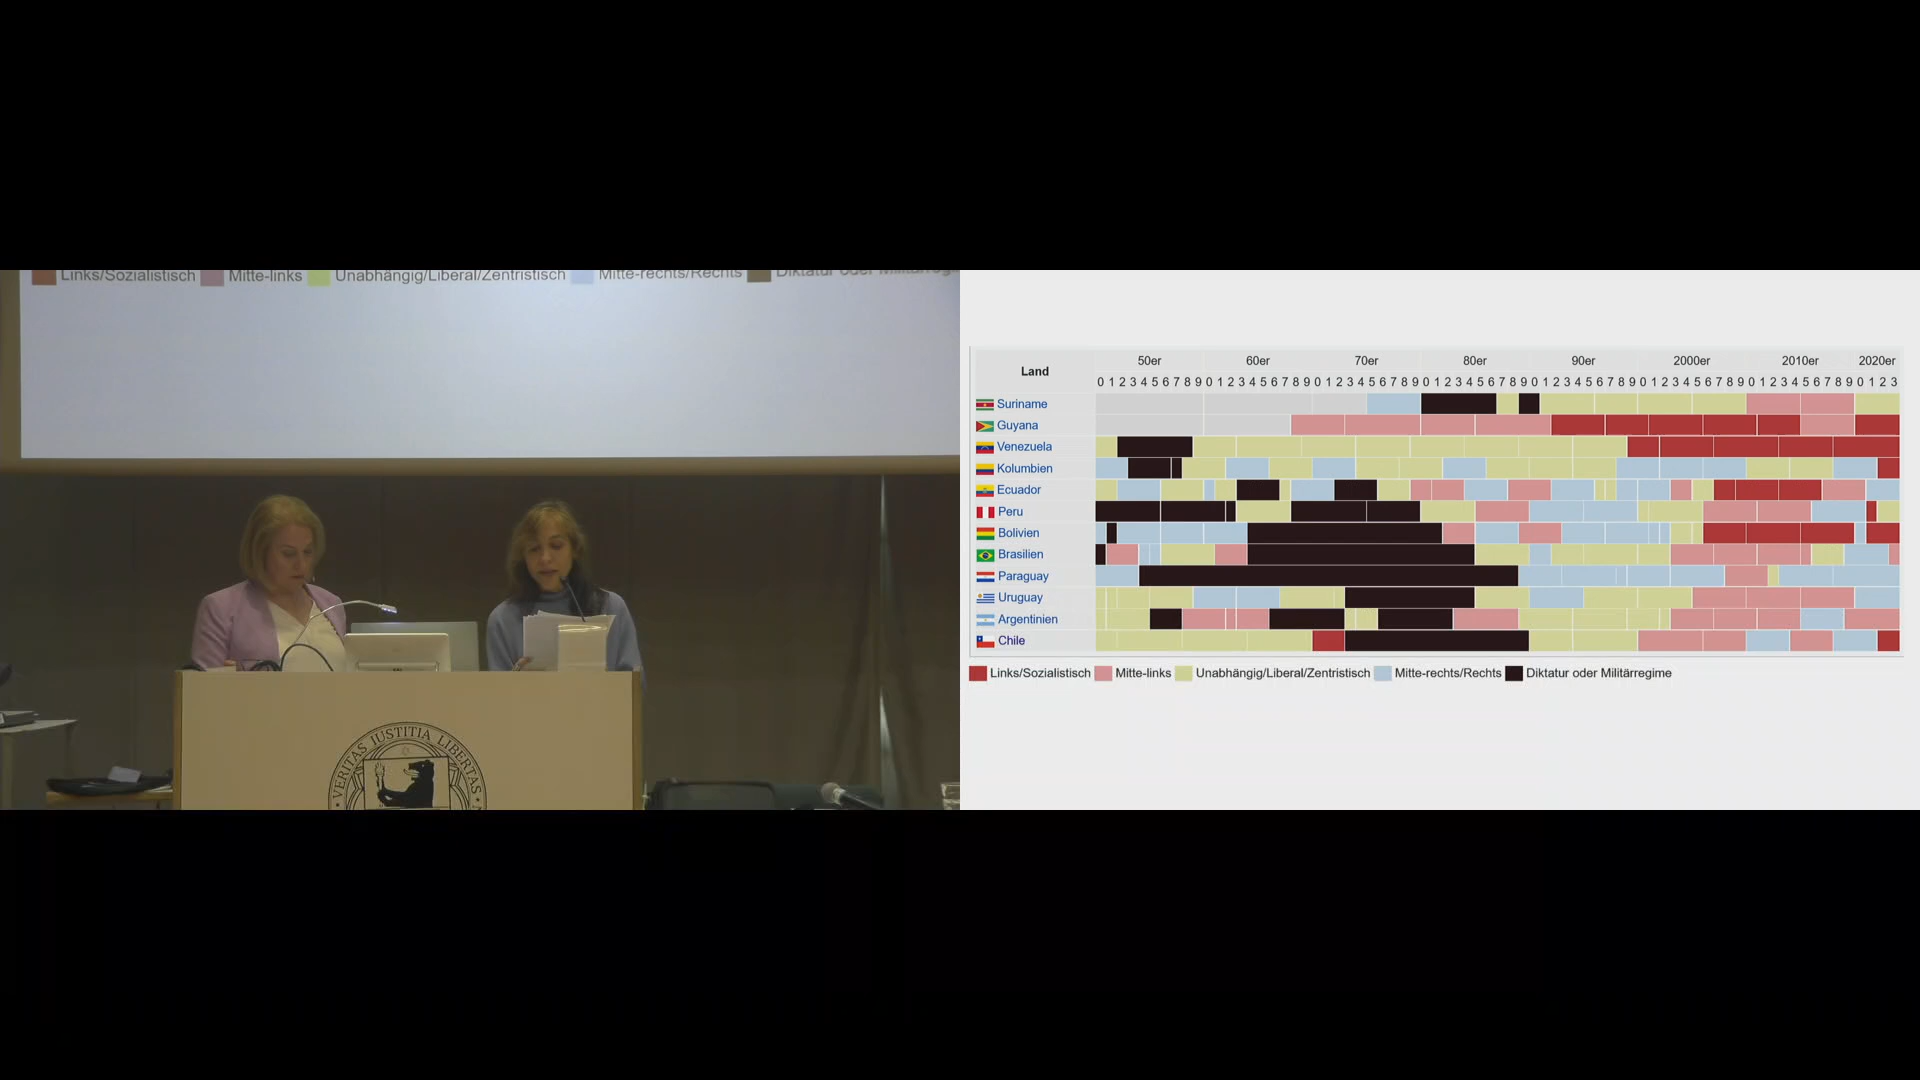 Links/Sozialistisch Mitte-links Unabhängig/Liberal/Zentristisch Mitte-rechts/Rechts Diktatur oder
VERITAS IUSTITIA LIBERTAS
Land 50er 60er 70er 80er 90er 2000er 2010er 2020er
0 1 2 3 4 5 6 7 8 9 0 1 2 3 4 5 6 7 8 9 0 1 2 3 4 5 6 7 8 9 0 1 2 3 4 5 6 7 8 9 0 1 2 3 4 5 6 7 8 9 0 1 2 3 4 5 6 7 8 9 0 1 2 3 4 5 6 7 8 9 0 1 2 3
Suriname
Guyana
Venezuela
Kolumbien
Ecuador
Peru
Bolivien
Brasilien
Paraguay
Uruguay
Argentinien
Chile
Links/Sozialistisch Mitte-links Unabhängig/Liberal/Zentristisch Mitte-rechts/Rechts Diktatur oder Militärregime